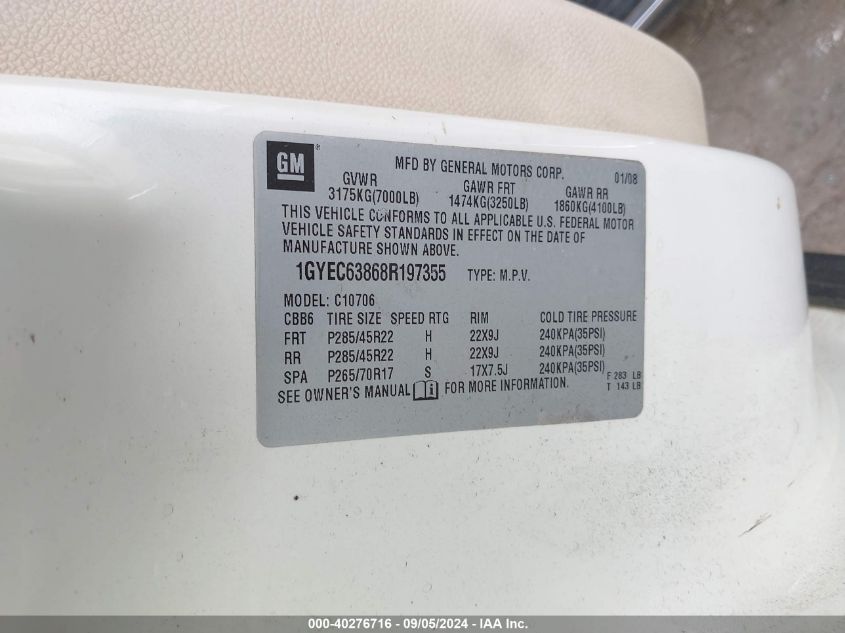 GM®
MFD BY GENERAL MOTORS CORP. 01/08
GVWR GAWR FRT GAWR RR
3175KG(7000LB) 1474KG(3250LB) 1860KG(4100LB)
THIS VEHICLE CONFORMS TO ALL APPLICABLE U.S. FEDERAL MOTOR
VEHICLE SAFETY STANDARDS IN EFFECT ON THE DATE OF
MANUFACTURE SHOWN ABOVE.
1GYEC63868R197355 TYPE: M.P.V.
MODEL: C10706
CBB6 TIRE SIZE SPEED RTG RIM COLD TIRE PRESSURE
FRT P285/45R22 H 22X9J 240KPA(35PSI)
RR P285/45R22 H 22X9J 240KPA(35PSI)
SPA P265/70R17 S 17X7.5J 240KPA(35PSI)
F 283 LB
T 143 LB
SEE OWNER'S MANUAL FOR MORE INFORMATION.
000-40276716 - 09/05/2024 - IAA Inc.